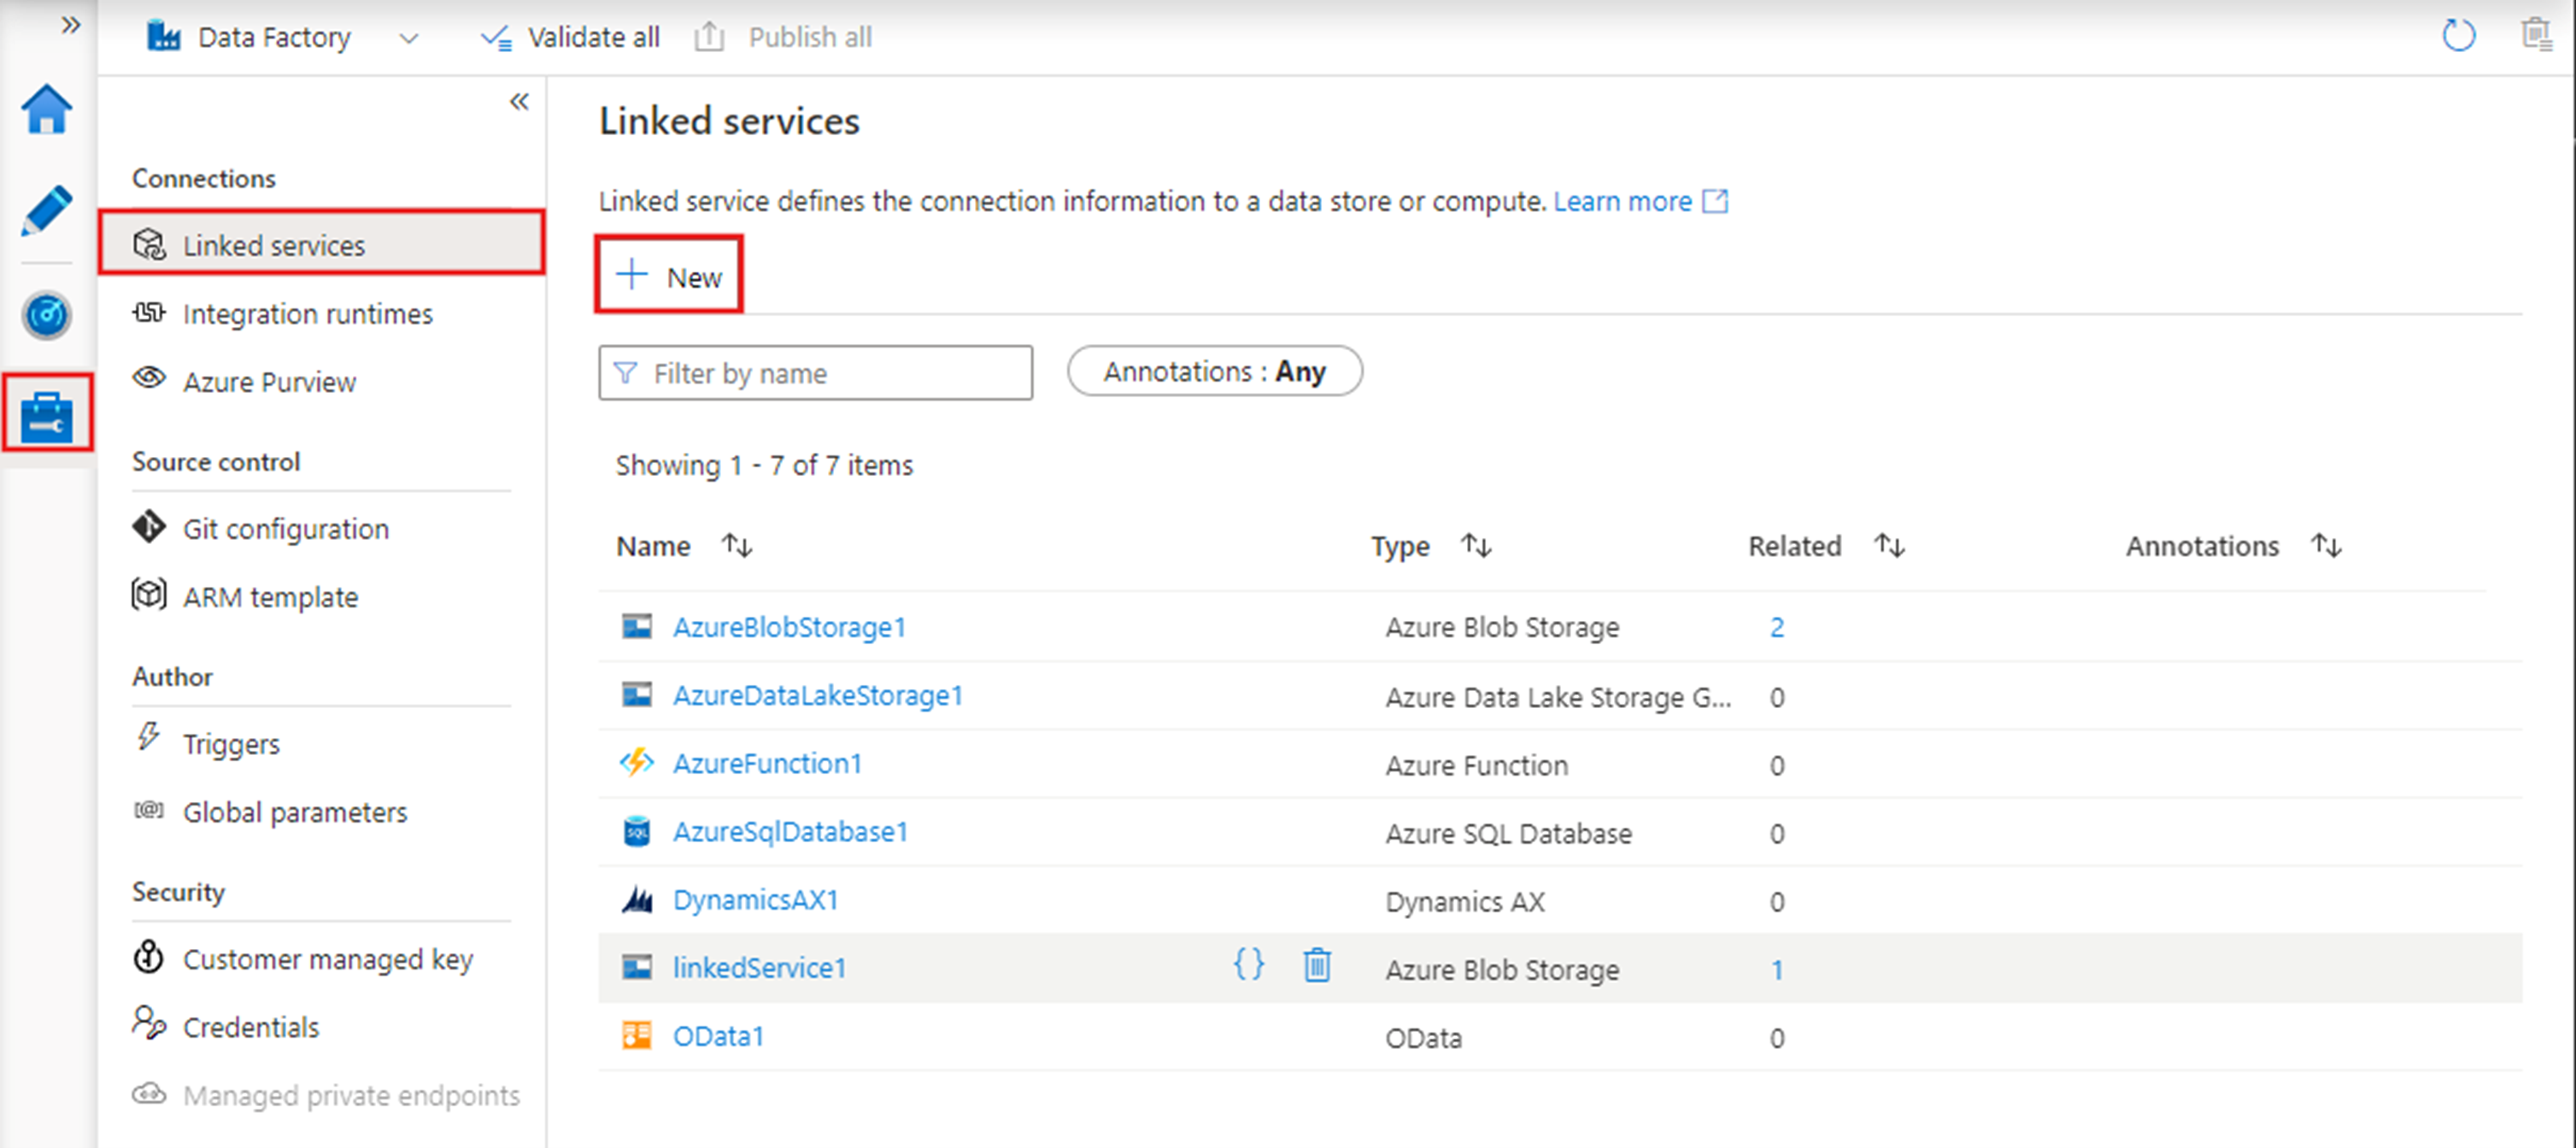 Data Factory Validate all Publish all
Connections
Linked services
Integration runtimes
Azure Purview
Source control
Git configuration
ARM template
Author
Triggers
Global parameters
Security
Customer managed key
Credentials
Managed private endpoints
Linked services
Linked service defines the connection information to a data store or compute. Learn more
New
Filter by name Annotations : Any
Showing 1 - 7 of 7 items
Name Type Related Annotations
AzureBlobStorage1 Azure Blob Storage 2
AzureDataLakeStorage1 Azure Data Lake Storage G... 0
AzureFunction1 Azure Function 0
SQL AzureSqlDatabase1 Azure SQL Database 0
DynamicsAX1 Dynamics AX 0
linkedService1 {} Azure Blob Storage 1
OData1 OData 0